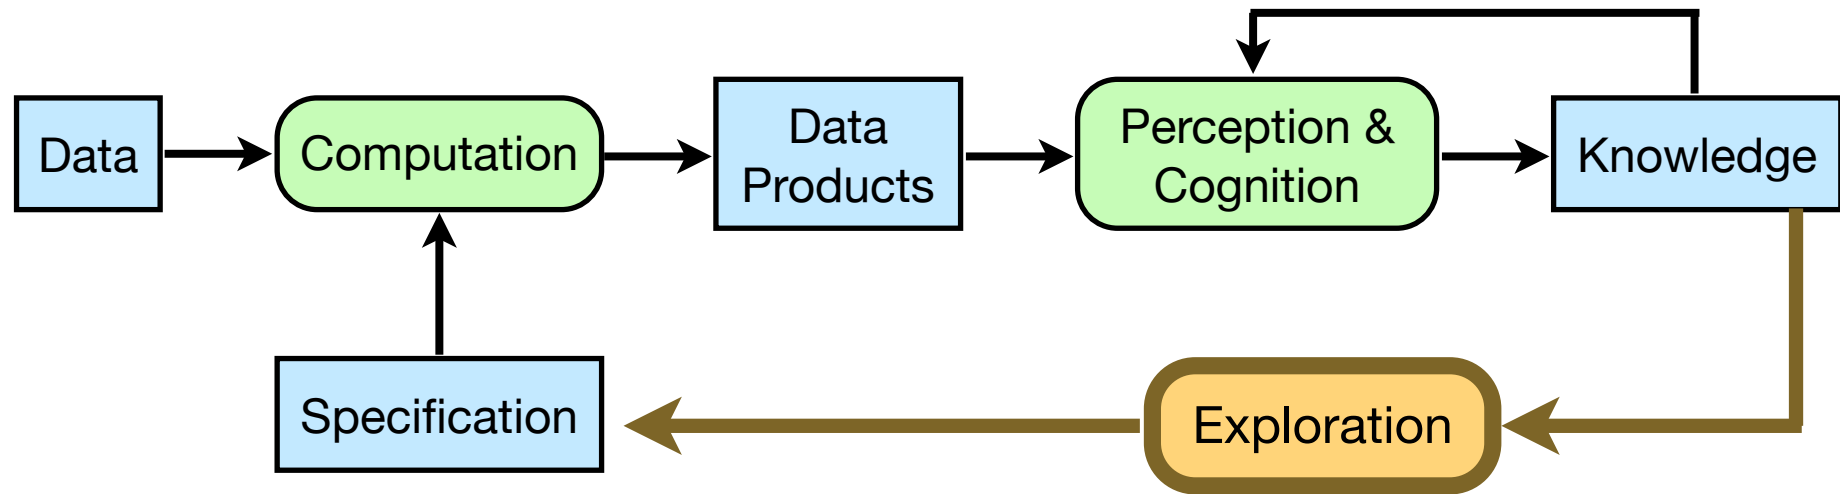 Data
Computation
Data
Products
Perception &
Cognition
Knowledge
Specification
Exploration